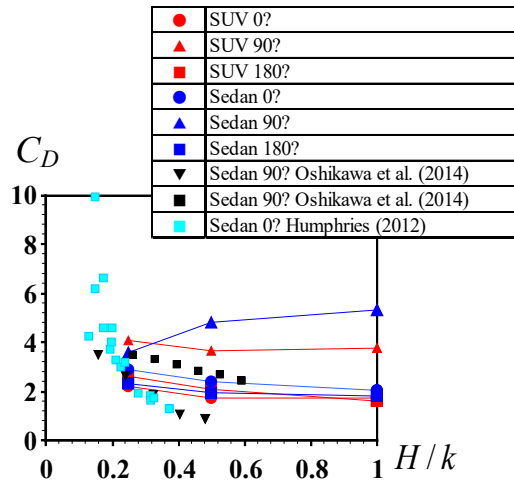 SUV 0?
SUV 90?
SUV 180?
Sedan 0?
Sedan 90?
Sedan 180?
Sedan 90? Oshikawa et al. (2014)
Sedan 90? Oshikawa et al. (2014)
Sedan 0? Humphries (2012)
C_D
10
8
6
4
2
0
0 0.2 0.4 0.6 0.8 1
H/k